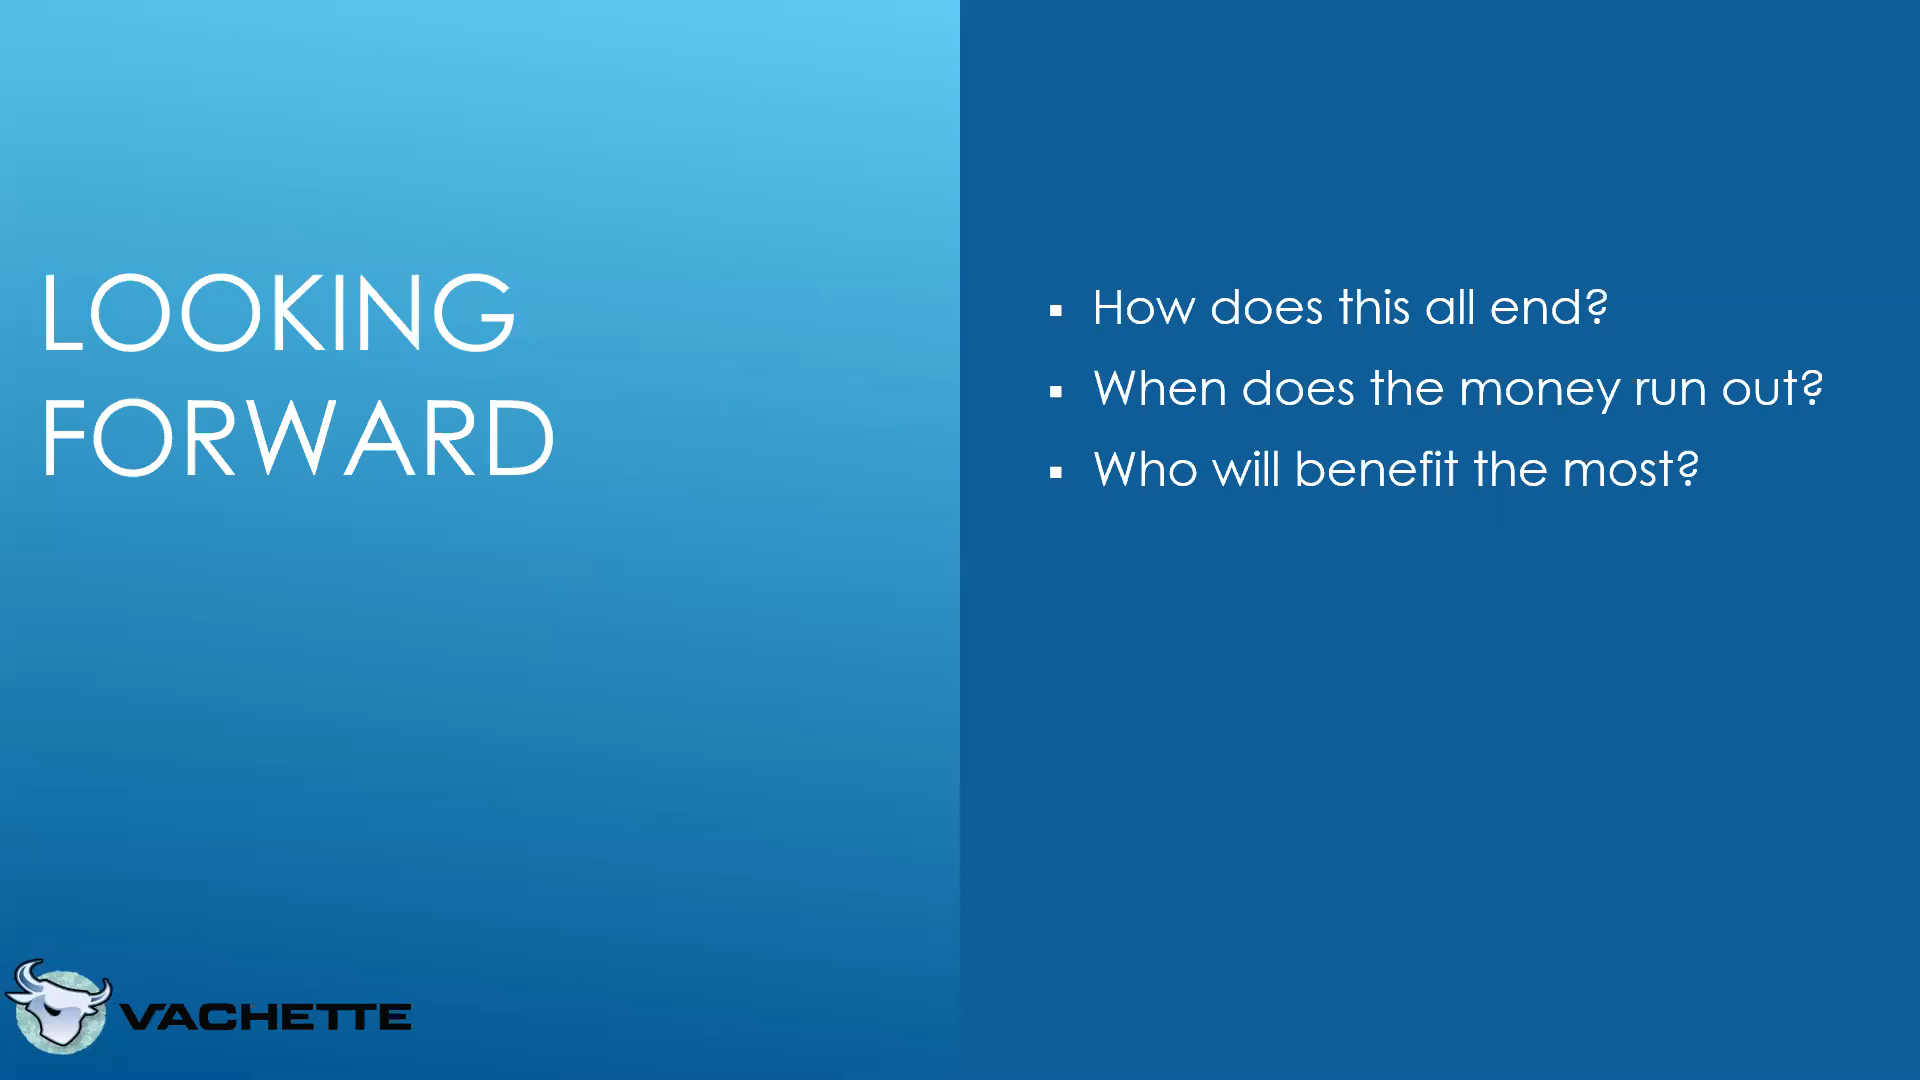 LOOKING
FORWARD
▪ How does this all end?
▪ When does the money run out?
▪ Who will benefit the most?
VACHETTE